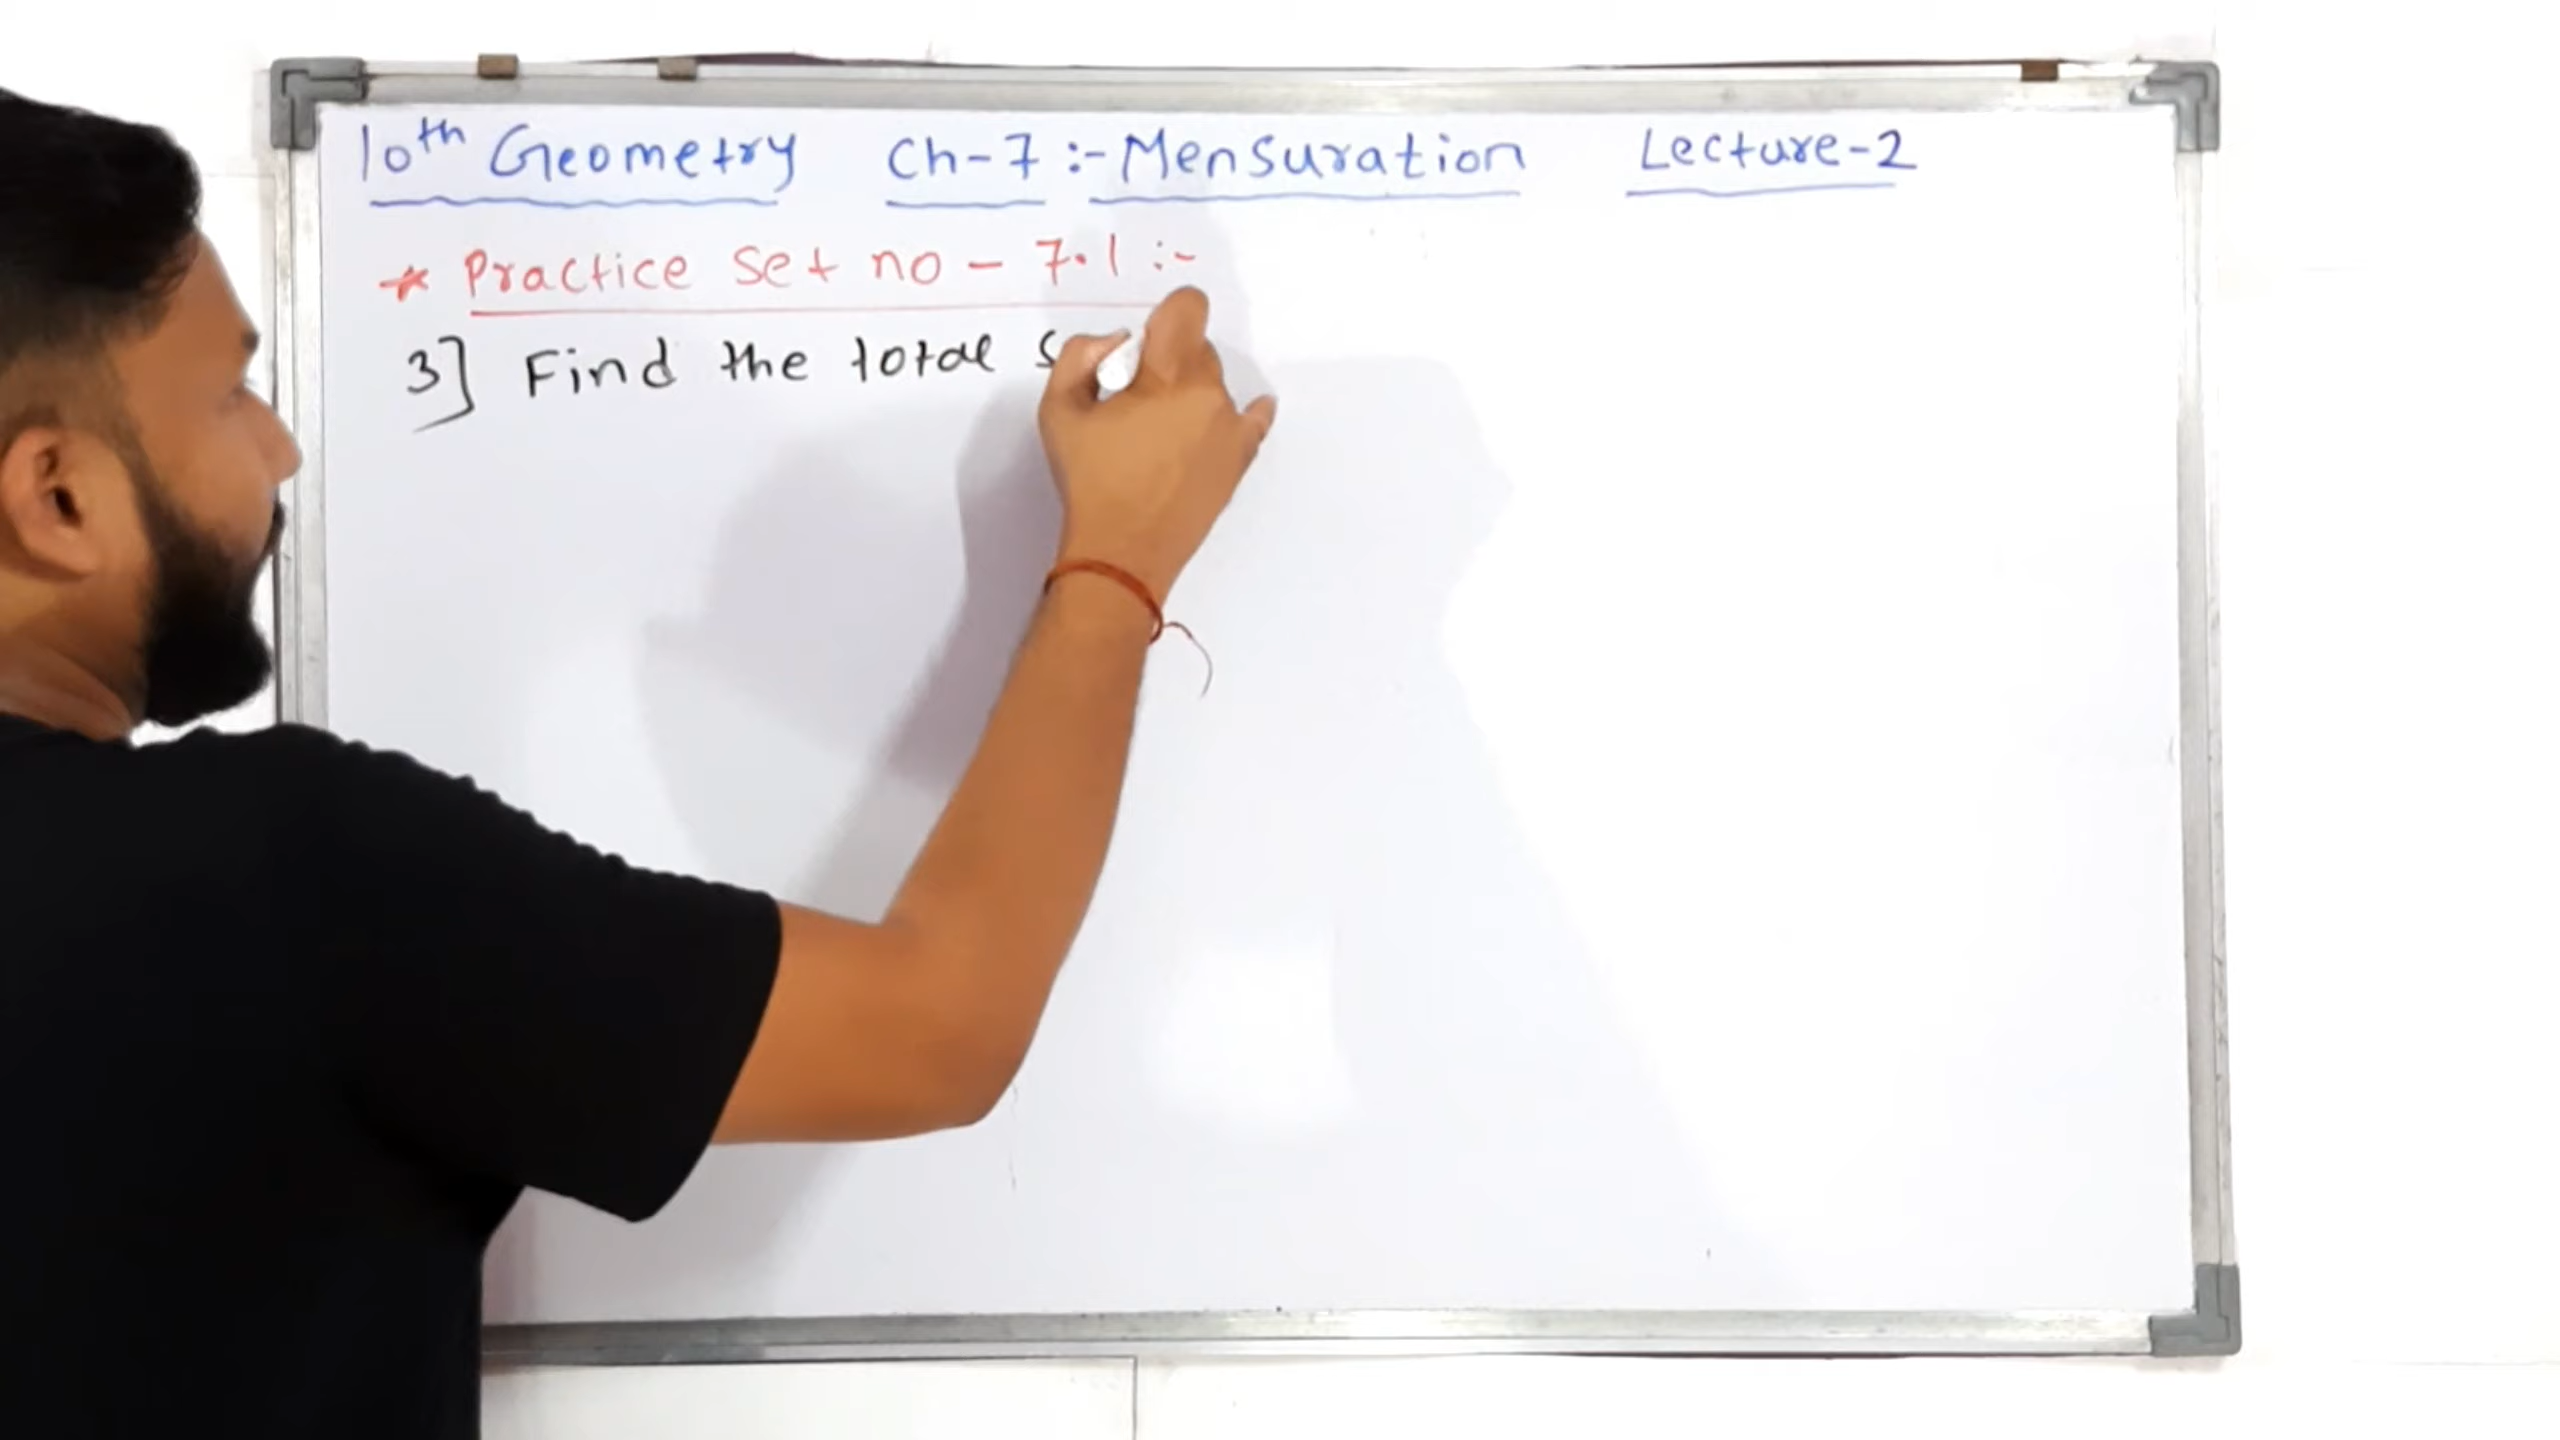 10th Geometry Ch-7 :- Mensuration Lecture-2
* Practice Set no - 7.1 :-
3] Find the total s